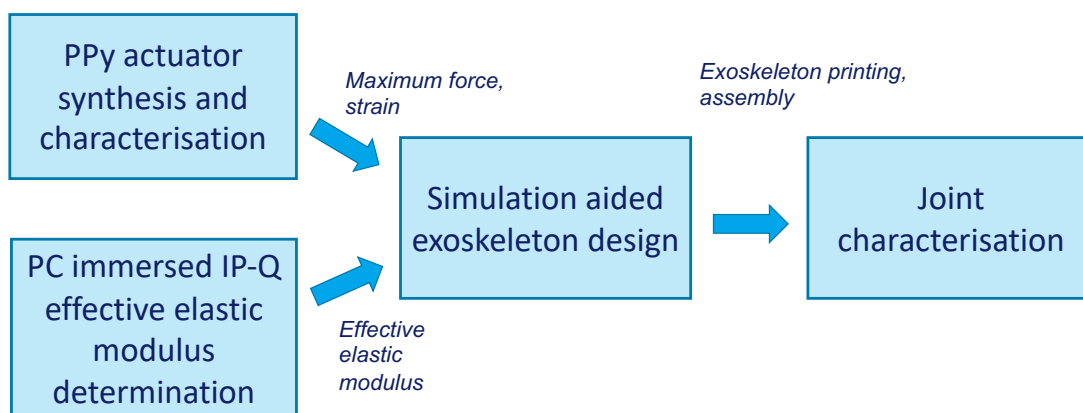 PPy actuator
synthesis and
characterisation
Maximum force,
strain
PC immersed IP-Q
effective elastic
modulus
determination
Effective
elastic
modulus
Simulation aided
exoskeleton design
Exoskeleton printing,
assembly
Joint
characterisation